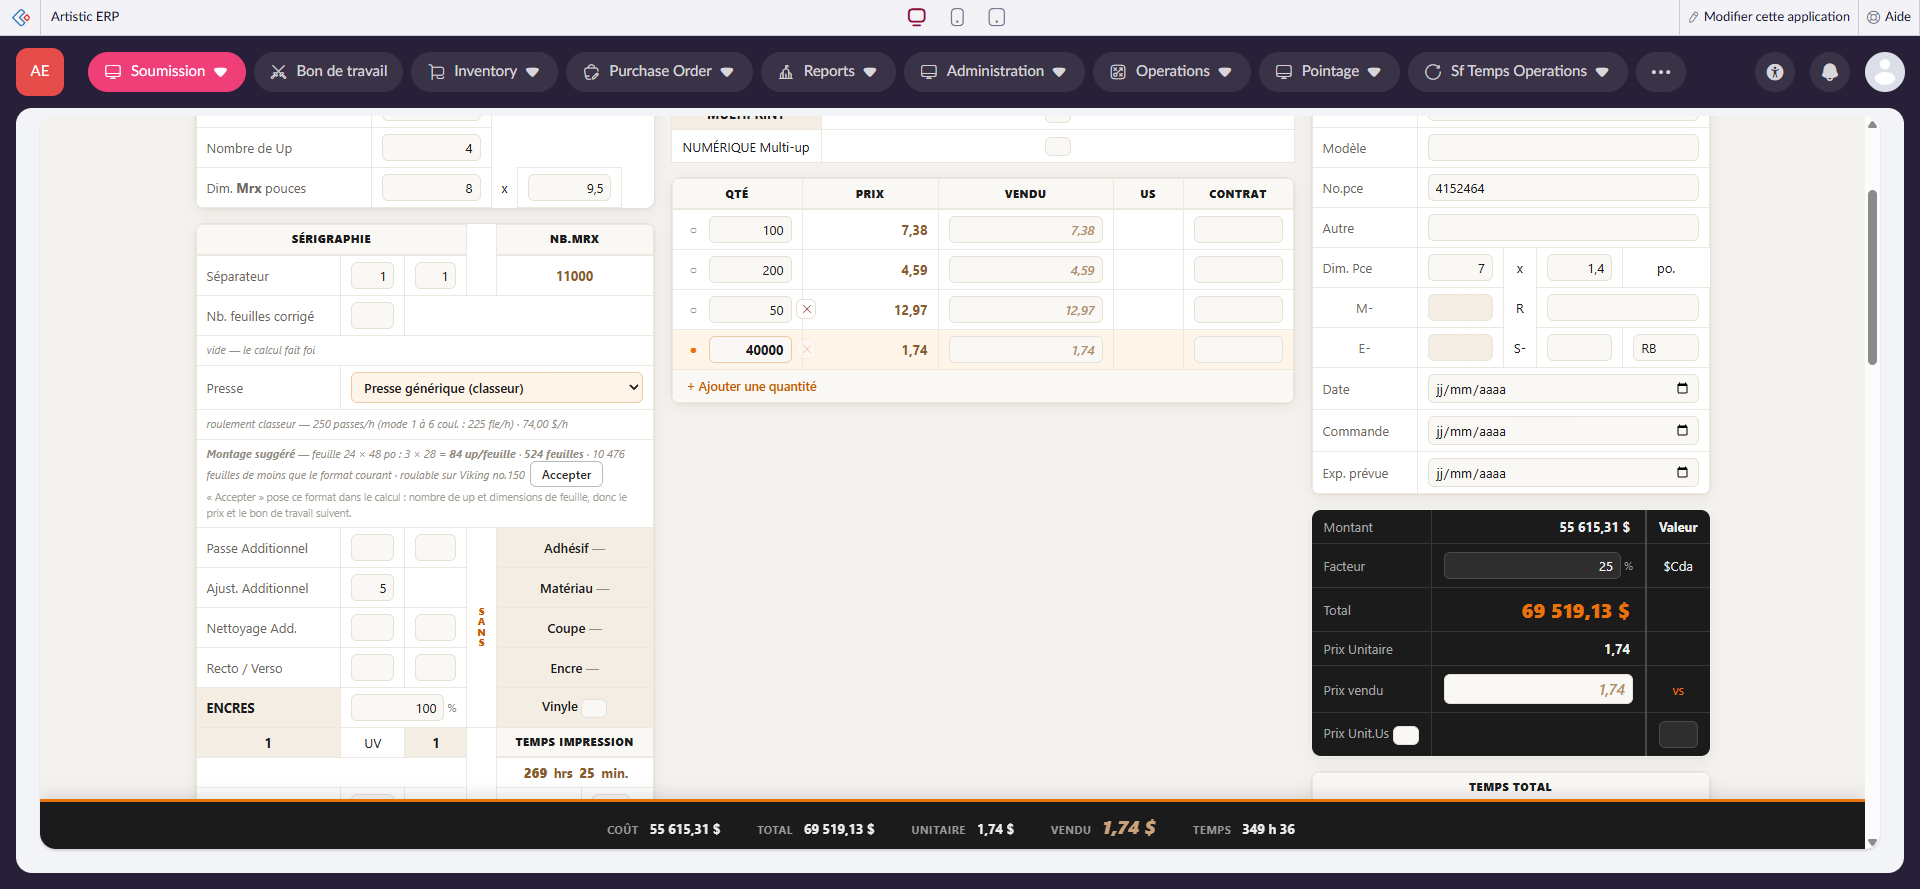 Artistic ERP
Modifier cette application
Aide
AE
Soumission
Bon de travail
Inventory
Purchase Order
Reports
Administration
Operations
Pointage
Sf Temps Operations
Nombre de Up 4
Dim. Mrx pouces 8 x 9,5
SÉRIGRAPHIE NB.MRX
Séparateur 1 1 11000
Nb. feuilles corrigé
vide — le calcul fait foi
Presse Presse générique (classeur)
roulement classeur — 250 passes/h (mode 1 à 6 coul. : 225 fle/h) · 74,00 $/h
Montage suggéré — feuille 24 × 48 po : 3 × 28 = 84 up/feuille · 524 feuilles · 10 476
feuilles de moins que le format courant · roulable sur Viking no.150 Accepter
« Accepter » pose ce format dans le calcul : nombre de up et dimensions de feuille, donc le
prix et le bon de travail suivent.
Passe Additionnel
Ajust. Additionnel 5
Nettoyage Add.
Recto / Verso
ENCRES 100 %
1 UV 1
SANS
Adhésif —
Matériau —
Coupe —
Encre —
Vinyle
TEMPS IMPRESSION
269 hrs 25 min.
NUMÉRIQUE Multi-up
QTÉ PRIX VENDU US CONTRAT
100 7,38 7,38
200 4,59 4,59
50 12,97 12,97
40000 1,74 1,74
+ Ajouter une quantité
Modèle
No.pce 4152464
Autre
Dim. Pce 7 x 1,4 po.
M- R
E- S- RB
Date jj/mm/aaaa
Commande jj/mm/aaaa
Exp. prévue jj/mm/aaaa
Montant 55 615,31 $ Valeur
Facteur 25 % $Cda
Total 69 519,13 $
Prix Unitaire 1,74
Prix vendu 1,74 vs
Prix Unit.Us
TEMPS TOTAL
COÛT 55 615,31 $ TOTAL 69 519,13 $ UNITAIRE 1,74 $ VENDU 1,74 $ TEMPS 349 h 36